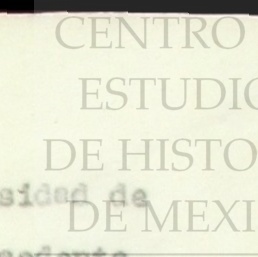 CENTRO
ESTUDIO
DE HISTO
sidad de
DE MEXI